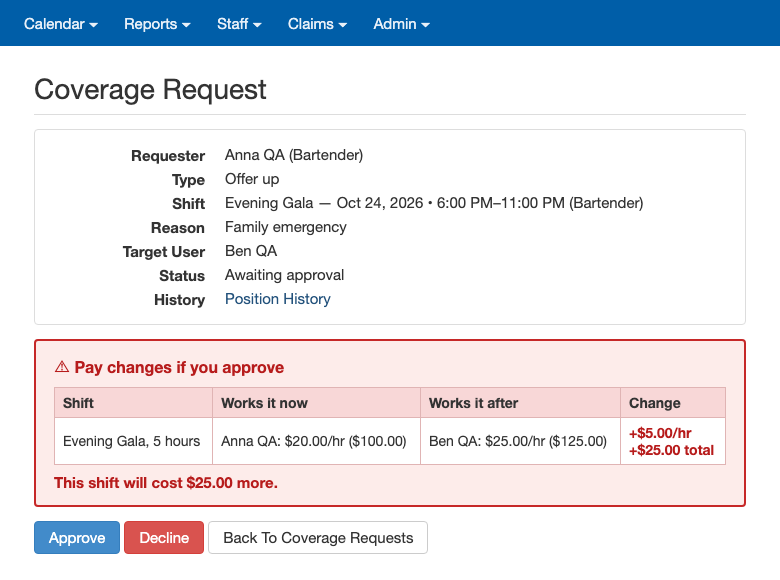 Calendar Reports Staff Claims Admin
Coverage Request
Requester Anna QA (Bartender)
Type Offer up
Shift Evening Gala — Oct 24, 2026 • 6:00 PM–11:00 PM (Bartender)
Reason Family emergency
Target User Ben QA
Status Awaiting approval
History Position History
⚠ Pay changes if you approve
Shift Works it now Works it after Change
Evening Gala, 5 hours Anna QA: $20.00/hr ($100.00) Ben QA: $25.00/hr ($125.00) +$5.00/hr
+$25.00 total
This shift will cost $25.00 more.
Approve Decline Back To Coverage Requests